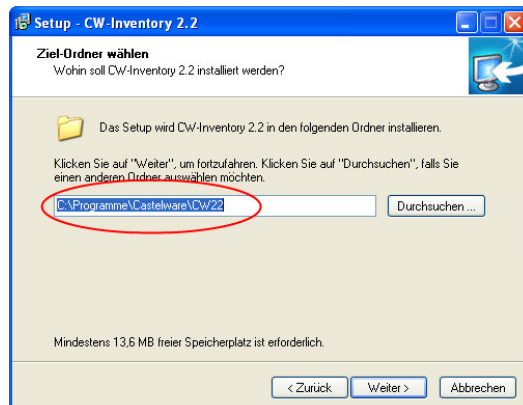 Setup - CW-Inventory 2.2
Ziel-Ordner wählen
Wohin soll CW-Inventory 2.2 installiert werden?
Das Setup wird CW-Inventory 2.2 in den folgenden Ordner installieren.
Klicken Sie auf "Weiter", um fortzufahren. Klicken Sie auf "Durchsuchen", falls Sie
einen anderen Ordner auswählen möchten.
C:\Programme\Castelware\CW22
Durchsuchen ...
Mindestens 13,6 MB freier Speicherplatz ist erforderlich.
< Zurück
Weiter >
Abbrechen